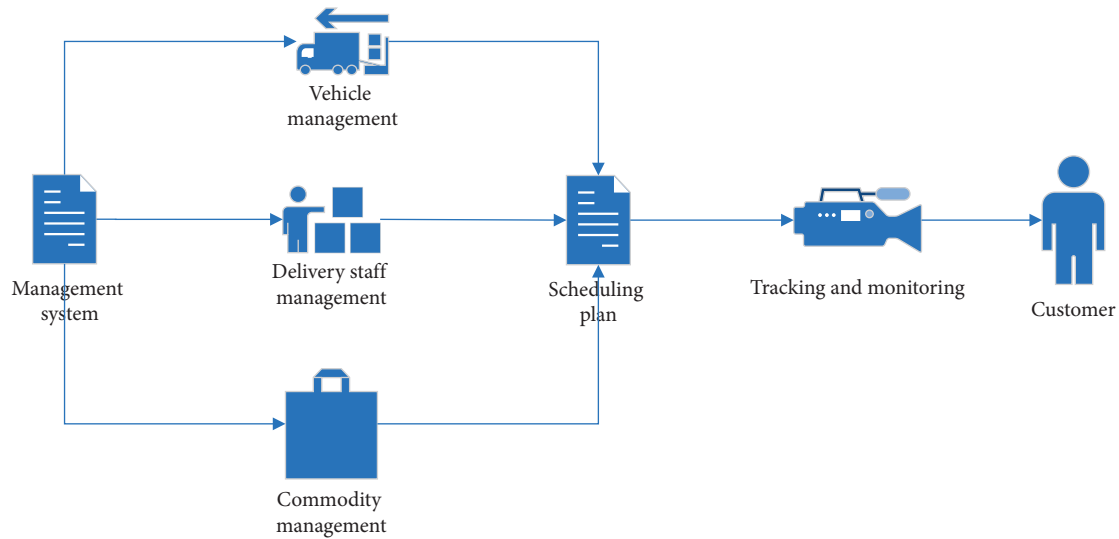 Vehicle
management
Management
system
Delivery staff
management
Scheduling
plan
Tracking and monitoring
Customer
Commodity
management